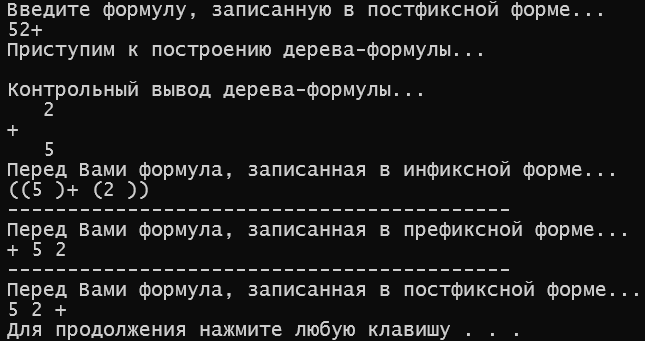 Введите формулу, записанную в постфиксной форме...
52+
Приступим к построению дерева-формулы...
Контрольный вывод дерева-формулы...
2
+
5
Перед Вами формула, записанная в инфиксной форме...
((5 )+ (2 ))
------------------------------------------
Перед Вами формула, записанная в префиксной форме...
+ 5 2
------------------------------------------
Перед Вами формула, записанная в постфиксной форме...
5 2 +
Для продолжения нажмите любую клавишу . . .